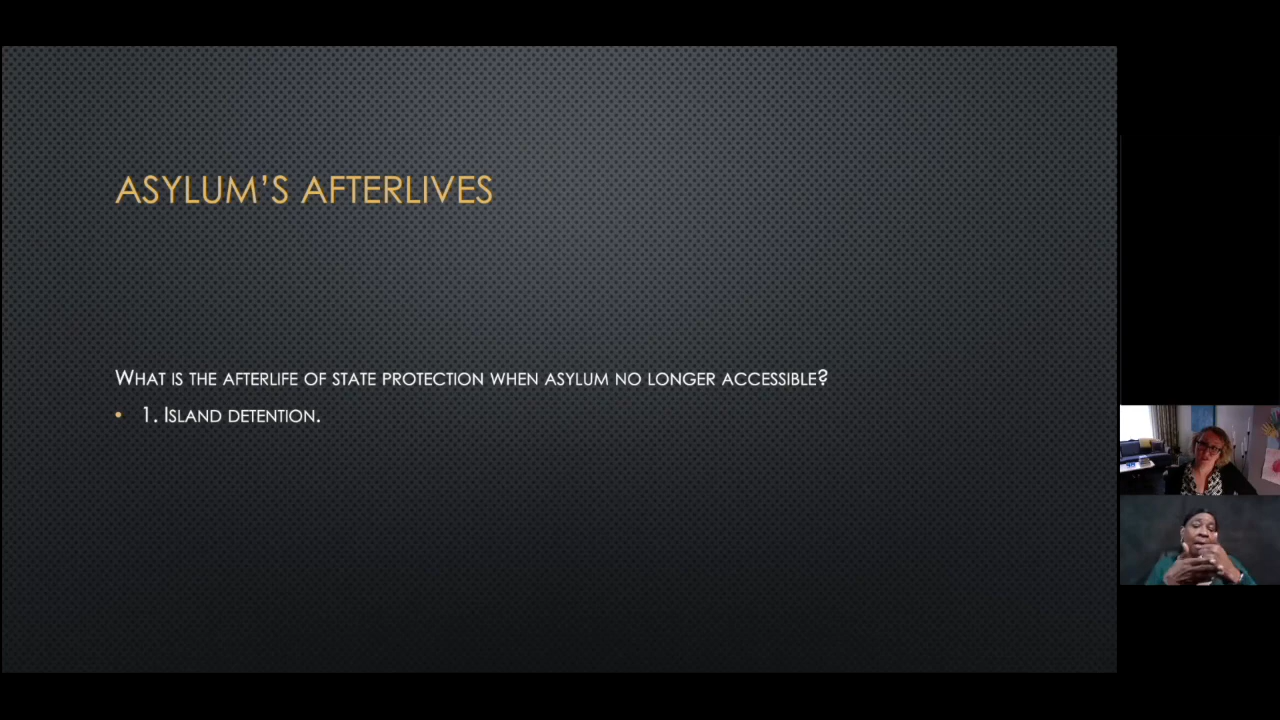 ASYLUM'S AFTERLIVES
WHAT IS THE AFTERLIFE OF STATE PROTECTION WHEN ASYLUM NO LONGER ACCESSIBLE?
• 1. ISLAND DETENTION.